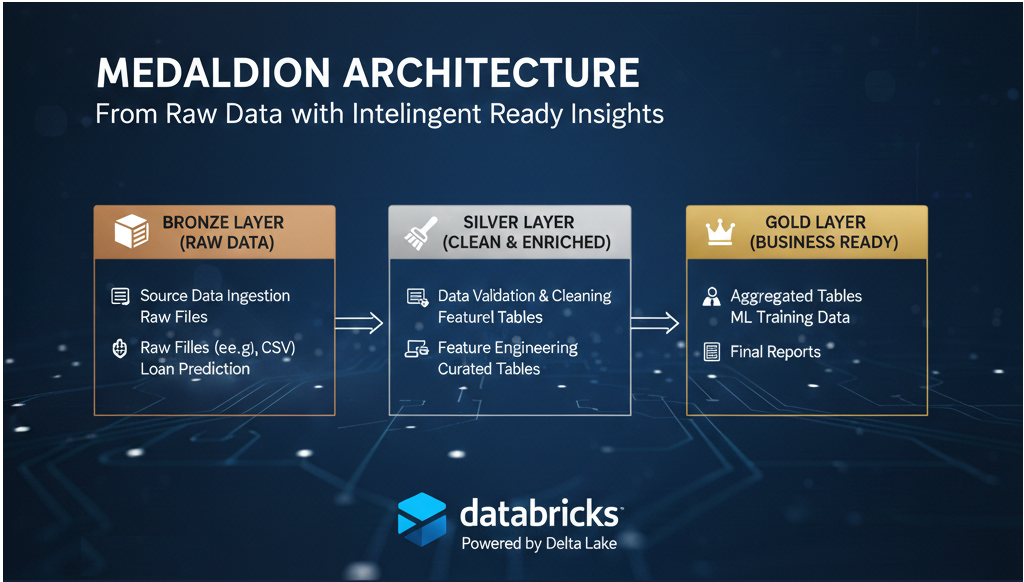 MEDALDION ARCHITECTURE
From Raw Data with Intelingent Ready Insights
BRONZE LAYER
(RAW DATA)
Source Data Ingestion
Raw Files
Raw Filles (ee.g), CSV)
Loan Prediction
SILVER LAYER
(CLEAN & ENRICHED)
Data Validation & Cleaning
Featurel Tables
Feature Engineering
Curated Tables
GOLD LAYER
(BUSINESS READY)
Aggregated Tables
ML Training Data
Final Reports
databricks
Powered by Delta Lake